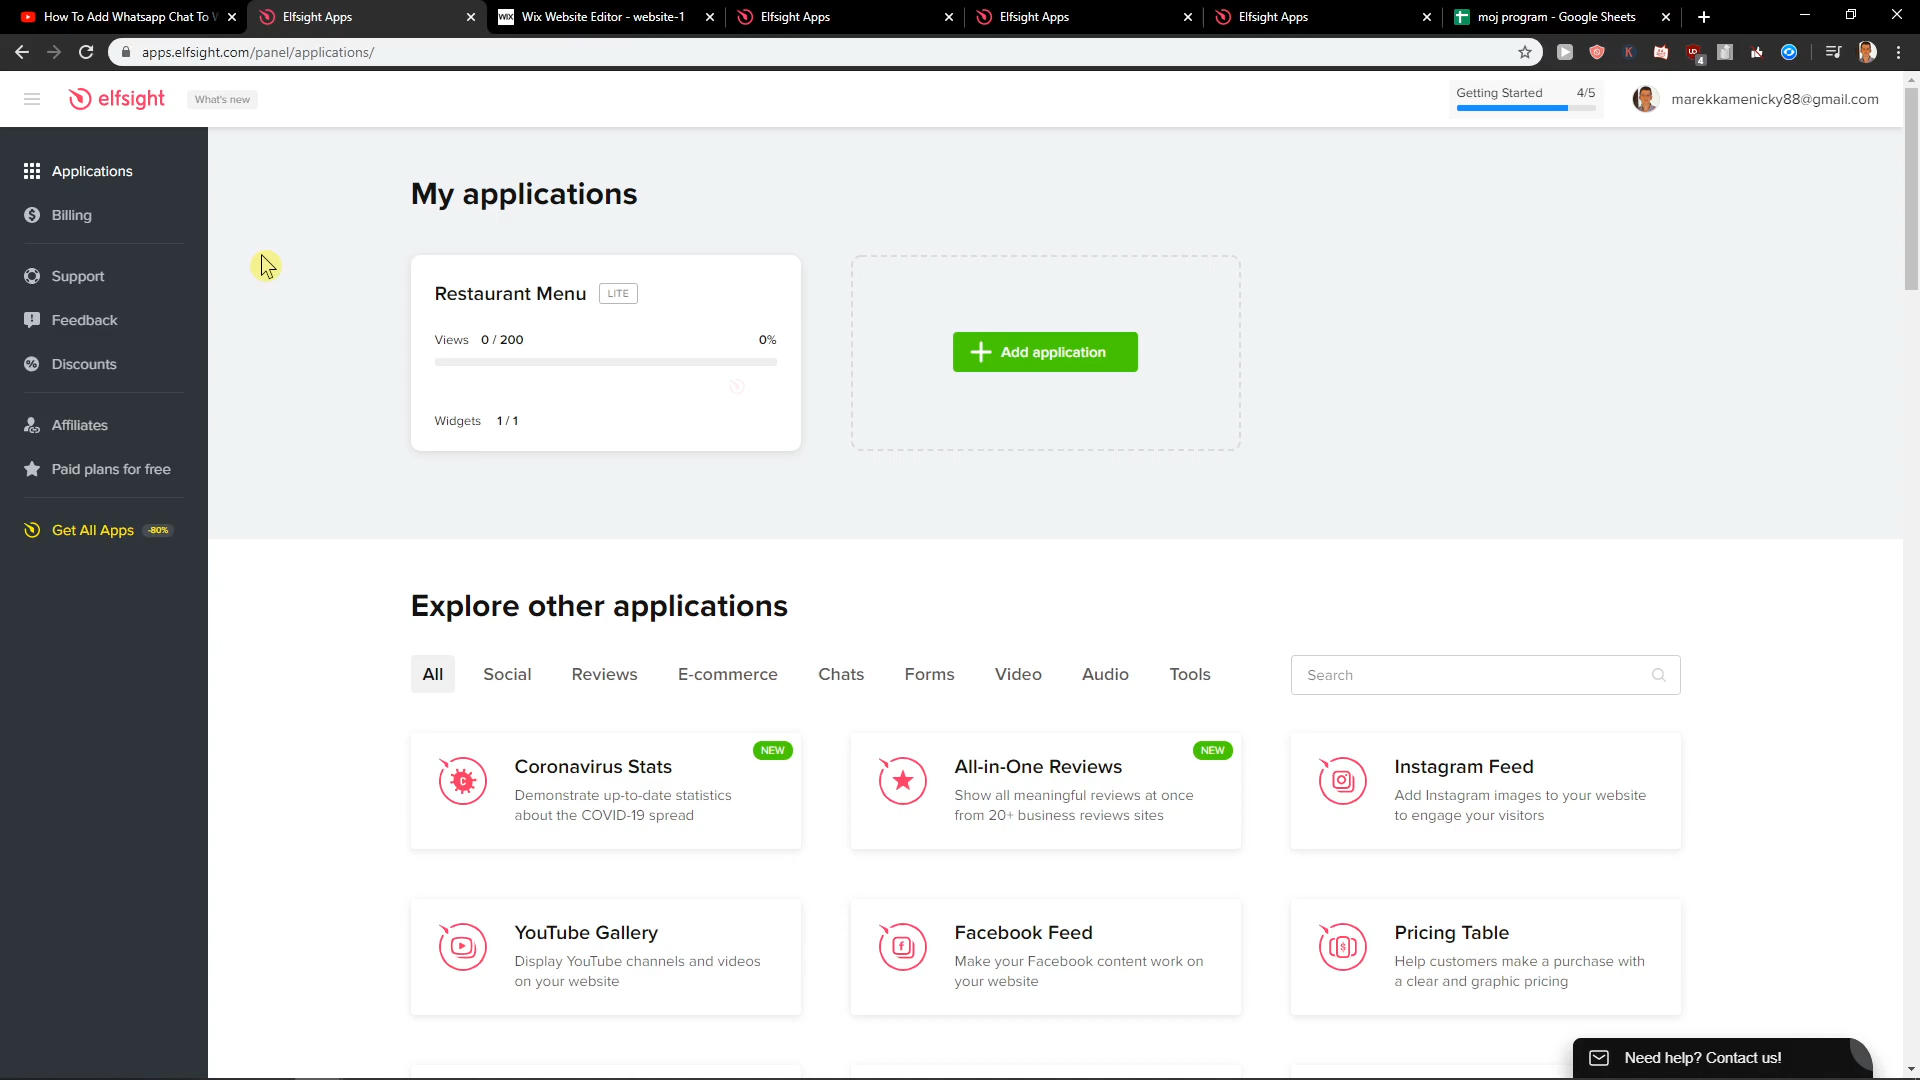 How To Add Whatsapp Chat To W
Elfsight Apps
Wix Website Editor - website-1
Elfsight Apps
Elfsight Apps
Elfsight Apps
moj program - Google Sheets
apps.elfsight.com/panel/applications/
4
elfsight
What's new
Getting Started 4/5
marekkamenicky88@gmail.com
Applications
Billing
Support
Feedback
Discounts
Affiliates
Paid plans for free
Get All Apps -80%
My applications
Restaurant Menu LITE
Views 0 / 200 0%
Widgets 1 / 1
Add application
Explore other applications
All Social Reviews E-commerce Chats Forms Video Audio Tools
Search
NEW
Coronavirus Stats
Demonstrate up-to-date statistics
about the COVID-19 spread
NEW
All-in-One Reviews
Show all meaningful reviews at once
from 20+ business reviews sites
Instagram Feed
Add Instagram images to your website
to engage your visitors
YouTube Gallery
Display YouTube channels and videos
on your website
Facebook Feed
Make your Facebook content work on
your website
Pricing Table
Help customers make a purchase with
a clear and graphic pricing
Need help? Contact us!